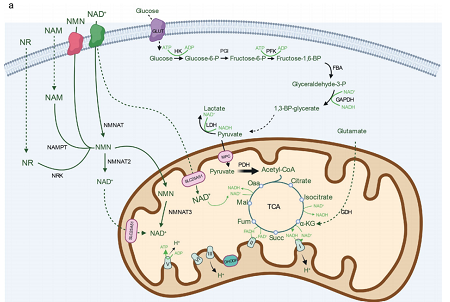 a
NMN
NAD⁺
Glucose
NAM
NR
GLUT
ATP ADP
ATP ADP
HK
PGI
PFK
Glucose
Glucose-6-P
Fructose-6-P
Fructose-1,6-BP
FBA
Glyceraldehyde-3-P
NAD⁺
GAPDH
NADH
1,3-BP-glycerate
NAM
Lactate
NAD⁺
LDH
NADH
Pyruvate
Glutamate
NMNAT
NAMPT
NMN
NR
NRK
NMNAT2
NAD⁺
MPC
PDH
Pyruvate
Acetyl-CoA
SLC25A51
NAD⁺
NMN
NMNAT3
NAD⁺
SLC25A51
Oaa
Citrate
NADH
NAD⁺
Mal
Isocitrate
NAD⁺
NADH
TCA
Fum
α-KG
GDH
Succ
FADH
FAD
NADH
NAD⁺
ATP
ADP
H⁺
V
H⁺
H⁺